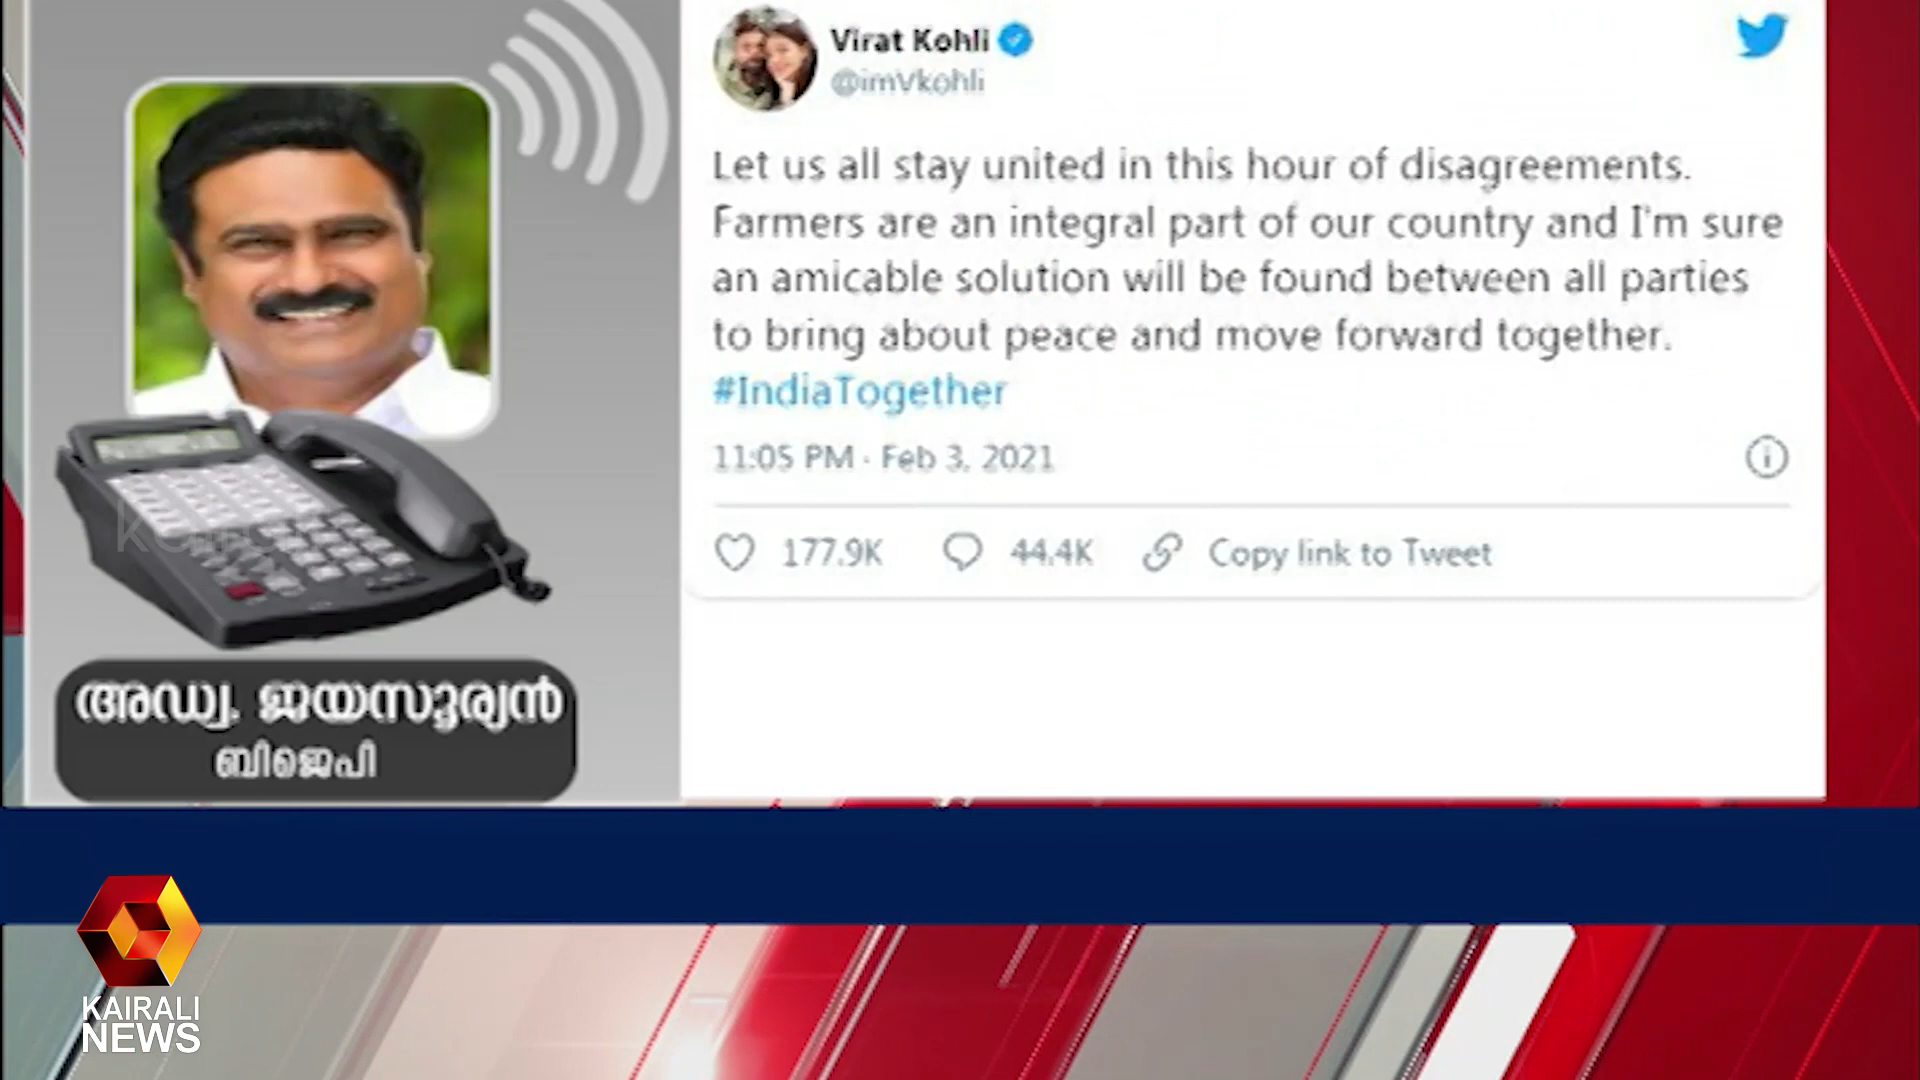 Virat Kohli
@imVkohli
Let us all stay united in this hour of disagreements.
Farmers are an integral part of our country and I'm sure
an amicable solution will be found between all parties
to bring about peace and move forward together.
#IndiaTogether
11:05 PM · Feb 3, 2021
177.9K 44.4K Copy link to Tweet
അഡ്വ. ജയസൂര്യൻ
ബിജെപി
KAIRALI
NEWS